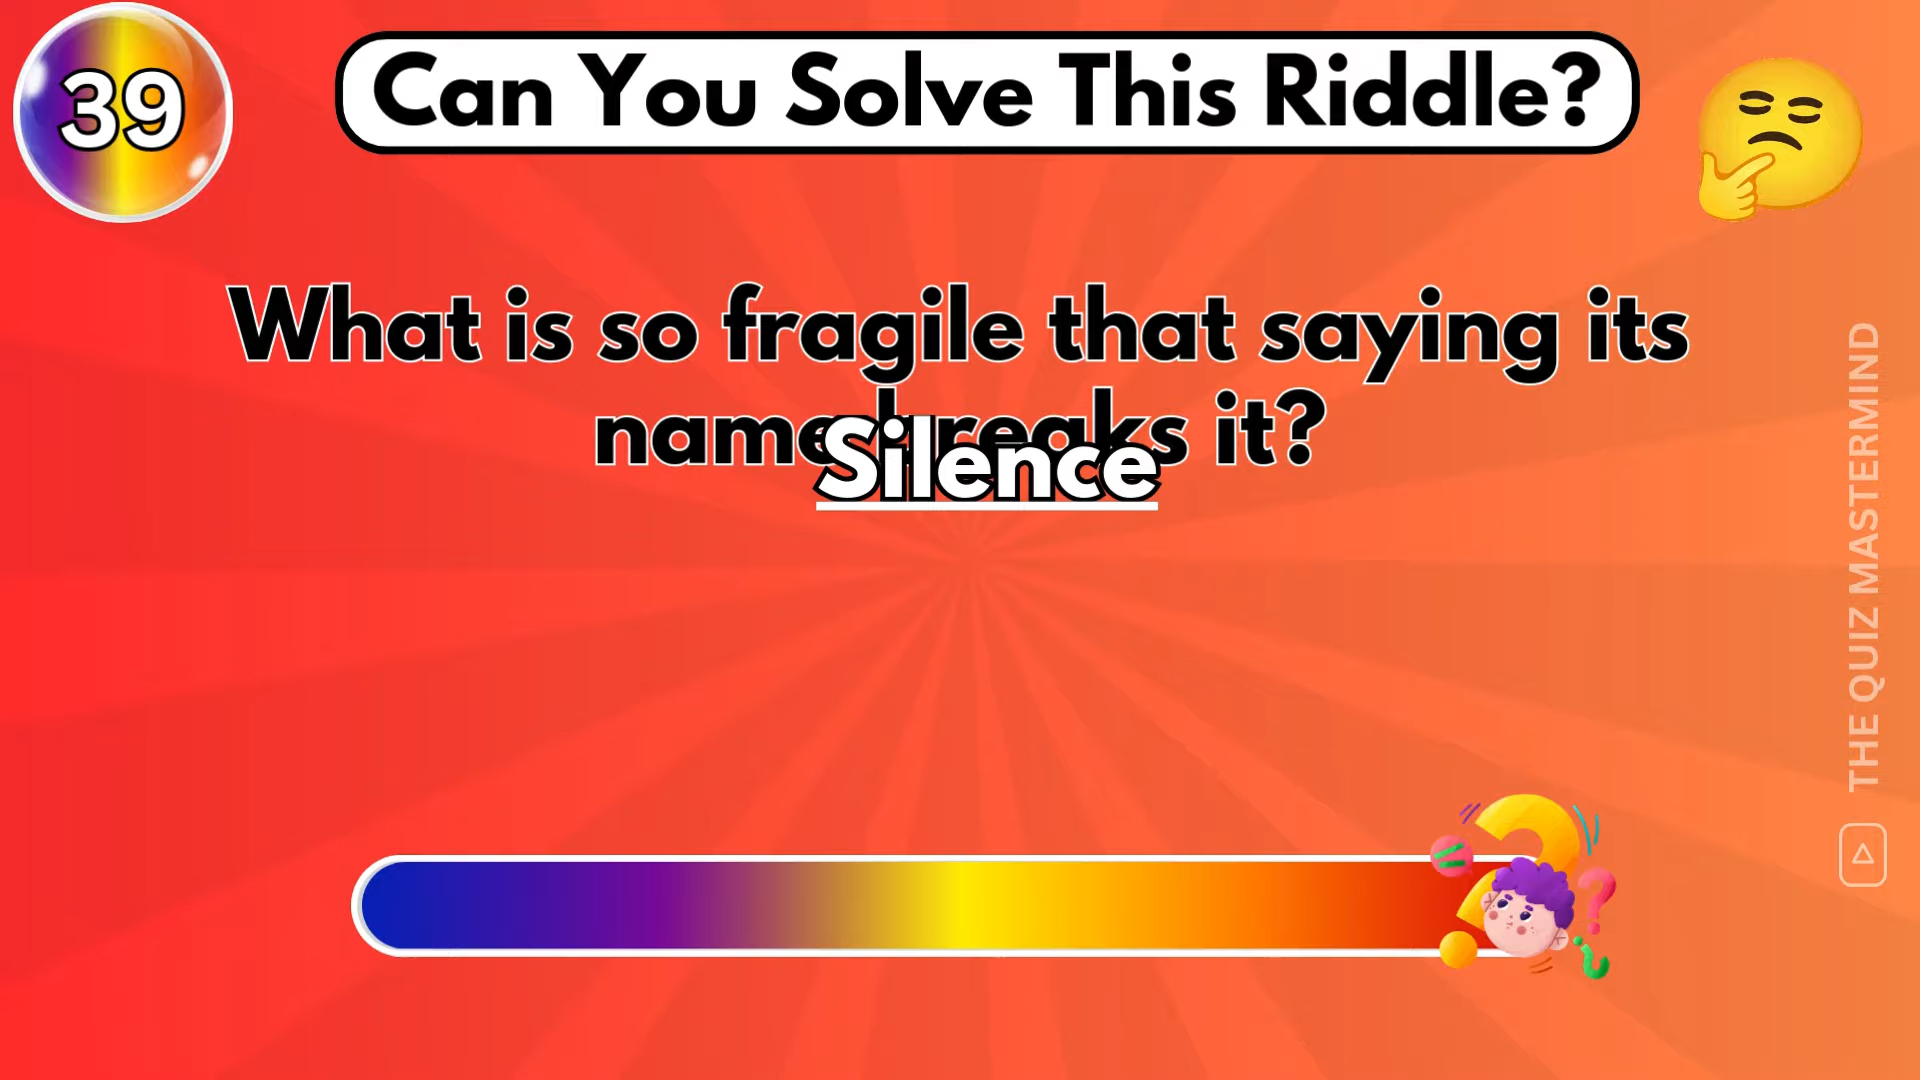 39
Can You Solve This Riddle?
What is so fragile that saying its
name breaks it?
Silence
THE QUIZ MASTERMIND